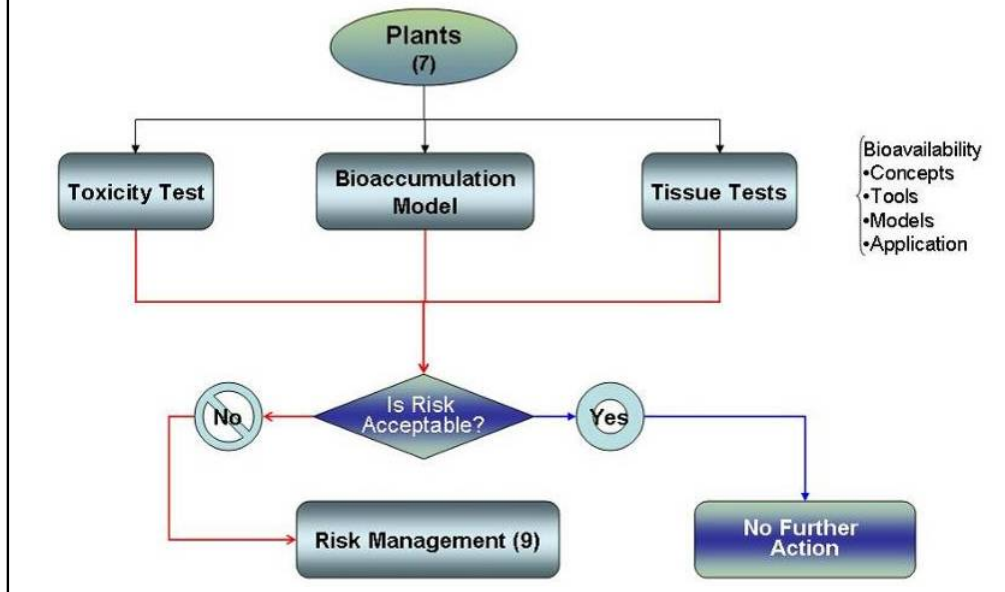 Plants
(7)
Toxicity Test
Bioaccumulation
Model
Tissue Tests
Bioavailability
•Concepts
•Tools
•Models
•Application
Is Risk
Acceptable?
No
Yes
Risk Management (9)
No Further
Action